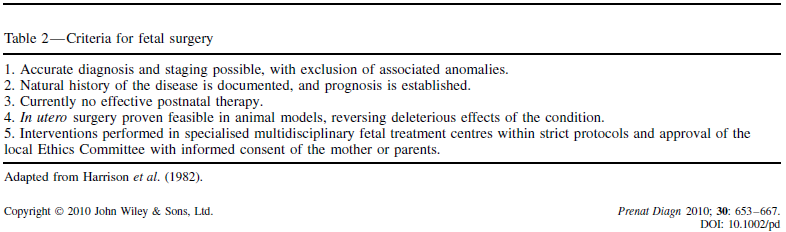 Table 2—Criteria for fetal surgery
1. Accurate diagnosis and staging possible, with exclusion of associated anomalies.
2. Natural history of the disease is documented, and prognosis is established.
3. Currently no effective postnatal therapy.
4. In utero surgery proven feasible in animal models, reversing deleterious effects of the condition.
5. Interventions performed in specialised multidisciplinary fetal treatment centres within strict protocols and approval of the
local Ethics Committee with informed consent of the mother or parents.
Adapted from Harrison et al. (1982).
Copyright © 2010 John Wiley & Sons, Ltd.
Prenat Diagn 2010; 30: 653–667.
DOI: 10.1002/pd